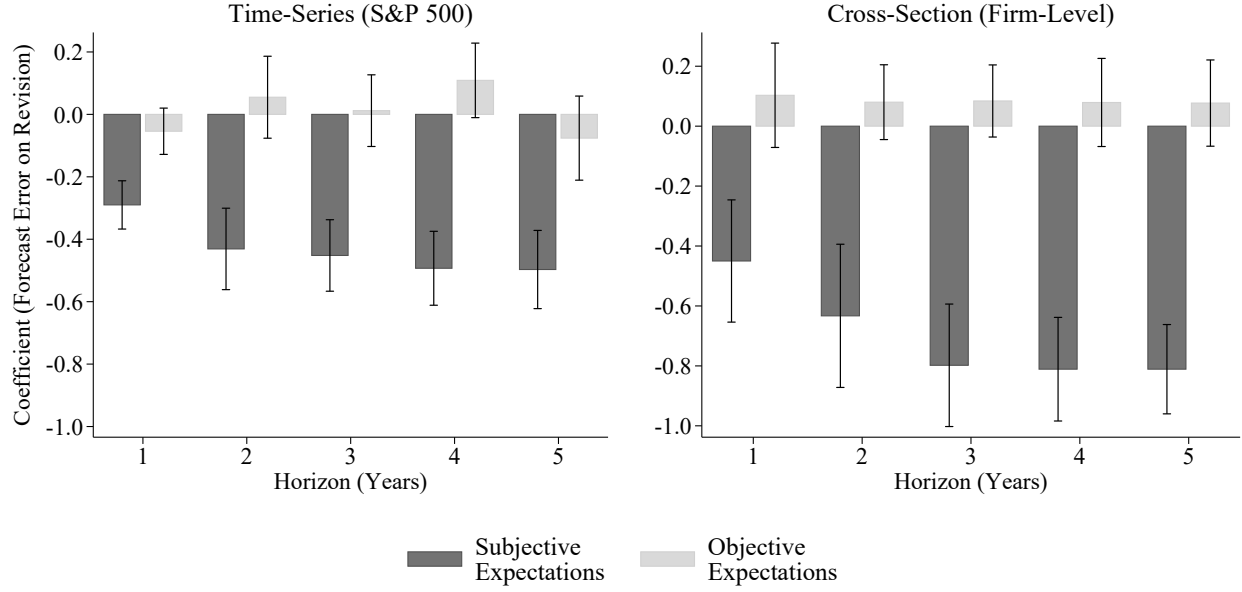 Time-Series (S&P 500)
Coefficient (Forecast Error on Revision)
0.2
0.0
-0.2
-0.4
-0.6
-0.8
-1.0
1 2 3 4 5
Horizon (Years)
Cross-Section (Firm-Level)
0.2
0.0
-0.2
-0.4
-0.6
-0.8
-1.0
1 2 3 4 5
Horizon (Years)
Subjective
Expectations
Objective
Expectations